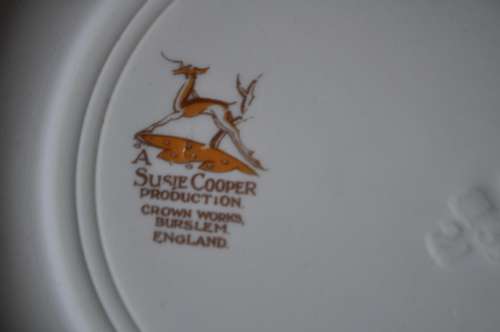 A
SUSIE COOPER
PRODUCTION.
CROWN WORKS,
BURSLEM.
ENGLAND.